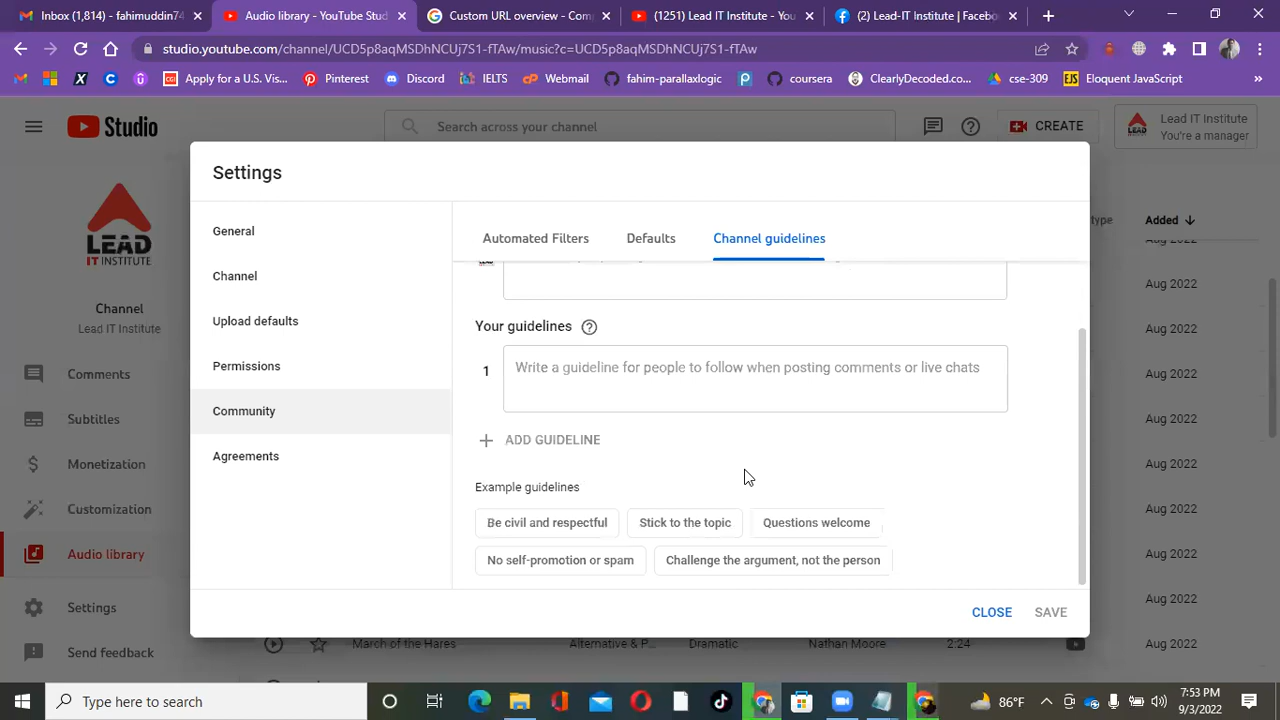 Inbox (1,814) - fahimuddin74
Audio library - YouTube Stud
Custom URL overview - Comp
(1251) Lead IT Institute - You
(2) Lead-IT Institute | Facebo
studio.youtube.com/channel/UCD5p8aqMSDhNCUj7S1-fTAw/music?c=UCD5p8aqMSDhNCUj7S1-fTAw
Apply for a U.S. Vis...
Pinterest
Discord
IELTS
Webmail
fahim-parallaxlogic
coursera
ClearlyDecoded.co...
cse-309
Eloquent JavaScript
Studio
Search across your channel
CREATE
Lead IT Institute
You're a manager
LEAD
IT INSTITUTE
Channel
Lead IT Institute
Comments
Subtitles
Monetization
Customization
Audio library
Settings
Send feedback
Settings
General
Channel
Upload defaults
Permissions
Community
Agreements
Automated Filters
Defaults
Channel guidelines
Your guidelines
1
Write a guideline for people to follow when posting comments or live chats
ADD GUIDELINE
Example guidelines
Be civil and respectful
Stick to the topic
Questions welcome
No self-promotion or spam
Challenge the argument, not the person
CLOSE
SAVE
type
Added
Aug 2022
Aug 2022
Aug 2022
Aug 2022
Aug 2022
Aug 2022
Aug 2022
Aug 2022
Aug 2022
Aug 2022
March of the Hares
Alternative & P...
Dramatic
Nathan Moore
2:24
Type here to search
86°F
7:53 PM
9/3/2022